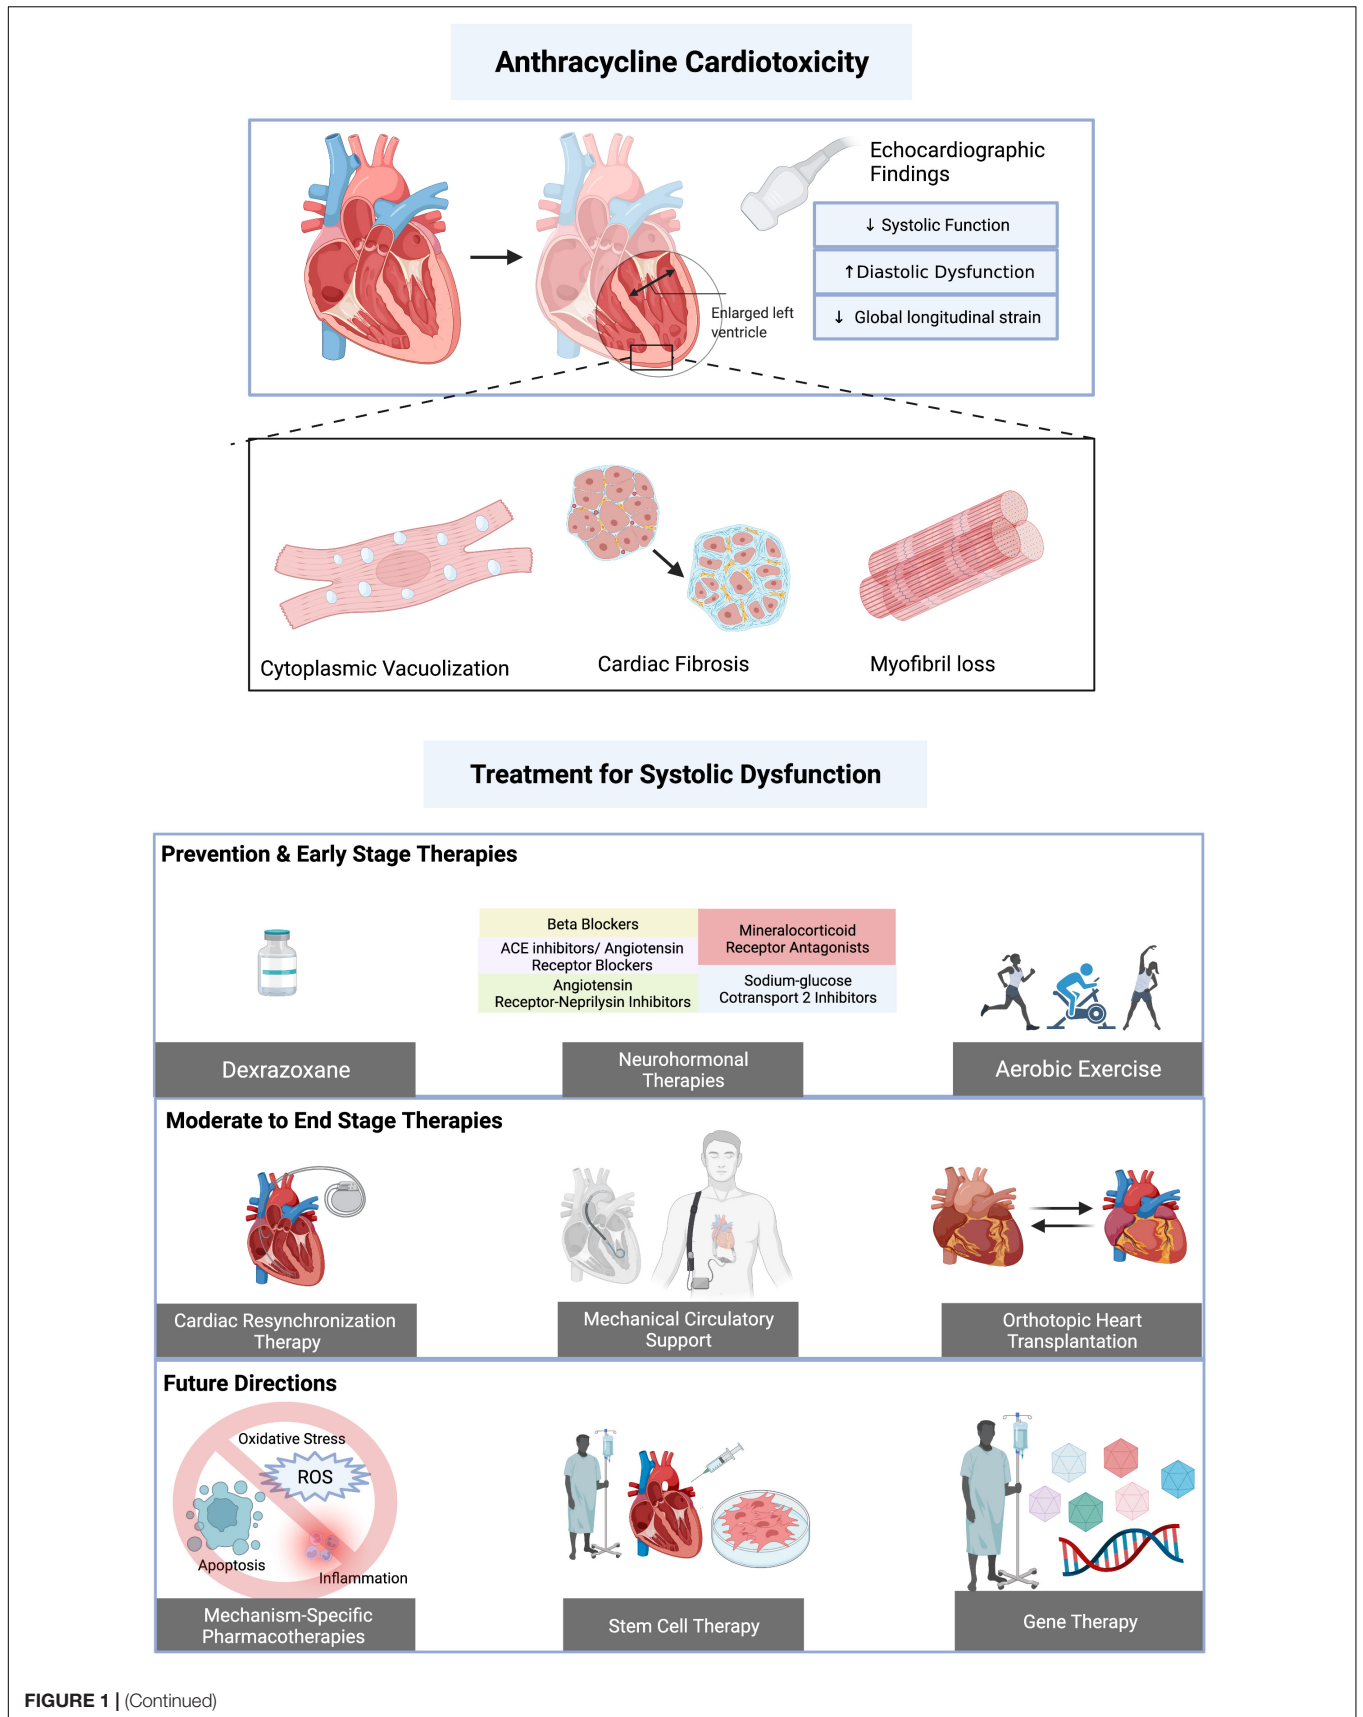 Anthracycline Cardiotoxicity
Echocardiographic
Findings
↓ Systolic Function
↑Diastolic Dysfunction
↓ Global longitudinal strain
Enlarged left
ventricle
Cytoplasmic Vacuolization
Cardiac Fibrosis
Myofibril loss
Treatment for Systolic Dysfunction
Prevention & Early Stage Therapies
Beta Blockers
ACE inhibitors/ Angiotensin
Receptor Blockers
Angiotensin
Receptor-Neprilysin Inhibitors
Mineralocorticoid
Receptor Antagonists
Sodium-glucose
Cotransport 2 Inhibitors
Dexrazoxane
Neurohormonal
Therapies
Aerobic Exercise
Moderate to End Stage Therapies
Cardiac Resynchronization
Therapy
Mechanical Circulatory
Support
Orthotopic Heart
Transplantation
Future Directions
Oxidative Stress
ROS
Apoptosis
Inflammation
Mechanism-Specific
Pharmacotherapies
Stem Cell Therapy
Gene Therapy
FIGURE 1 | (Continued)